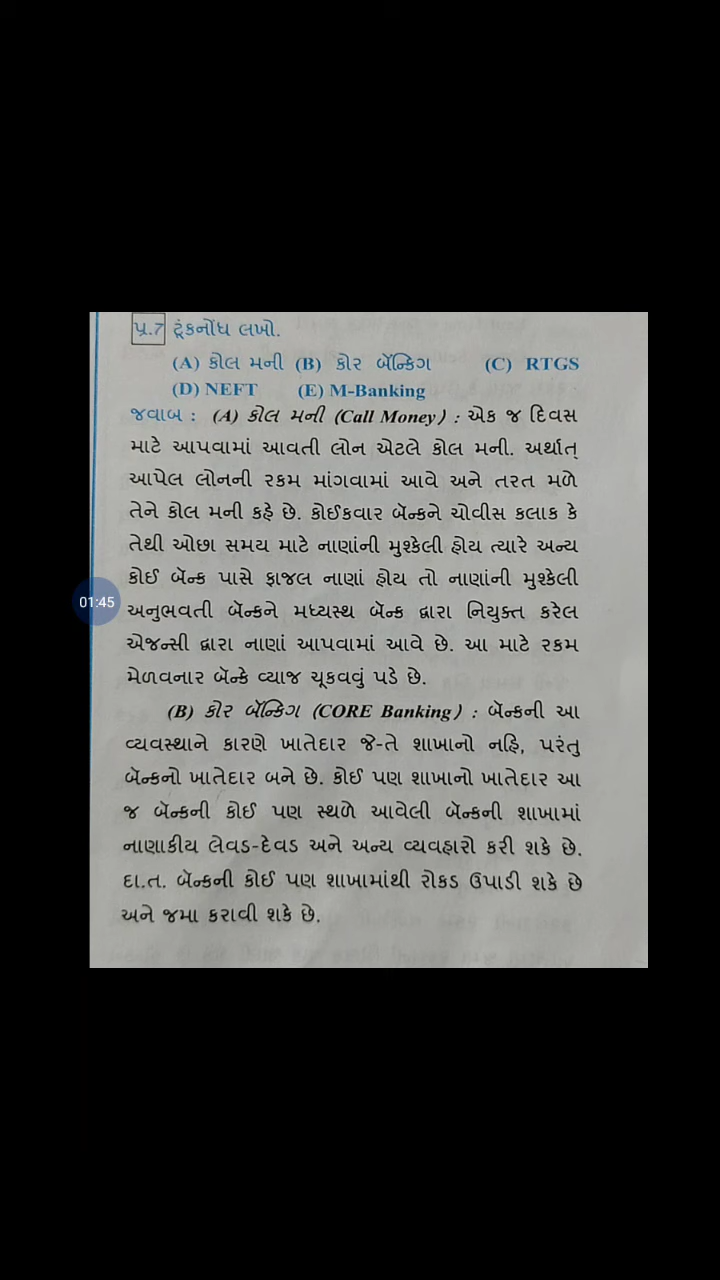 પ્ર.7 ટૂંકનોંધ લખો.
(A) કોલ મની (B) કોર બૅન્કિંગ (C) RTGS
(D) NEFT (E) M-Banking
જવાબ : (A) કોલ મની (Call Money) : એક જ દિવસ
માટે આપવામાં આવતી લોન એટલે કોલ મની. અર્થાત્
આપેલ લોનની રકમ માંગવામાં આવે અને તરત મળે
તેને કોલ મની કહે છે. કોઈકવાર બૅન્કને ચોવીસ કલાક કે
તેથી ઓછા સમય માટે નાણાંની મુશ્કેલી હોય ત્યારે અન્ય
કોઈ બૅન્ક પાસે ફાજલ નાણાં હોય તો નાણાંની મુશ્કેલી
01:45
અનુભવતી બૅન્કને મધ્યસ્થ બૅન્ક દ્વારા નિયુક્ત કરેલ
એજન્સી દ્વારા નાણાં આપવામાં આવે છે. આ માટે રકમ
મેળવનાર બૅન્કે વ્યાજ ચૂકવવું પડે છે.
(B) કોર બૅન્કિંગ (CORE Banking) : બૅન્કની આ
વ્યવસ્થાને કારણે ખાતેદાર જે-તે શાખાનો નહિ, પરંતુ
બૅન્કનો ખાતેદાર બને છે. કોઈ પણ શાખાનો ખાતેદાર આ
જ બૅન્કની કોઈ પણ સ્થળે આવેલી બૅન્કની શાખામાં
નાણાકીય લેવડ-દેવડ અને અન્ય વ્યવહારો કરી શકે છે.
દા.ત. બૅન્કની કોઈ પણ શાખામાંથી રોકડ ઉપાડી શકે છે
અને જમા કરાવી શકે છે.